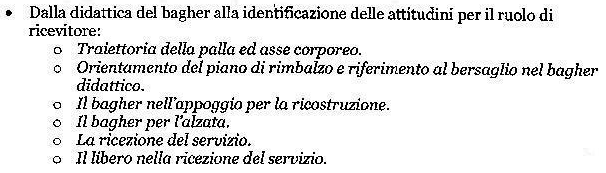 • Dalla didattica del bagher alla identificazione delle attitudini per il ruolo di
ricevitore:
o Traiettoria della palla ed asse corporeo.
o Orientamento del piano di rimbalzo e riferimento al bersaglio nel bagher
didattico.
o Il bagher nell'appoggio per la ricostruzione.
o Il bagher per l'alzata.
o La ricezione del servizio.
o Il libero nella ricezione del servizio.